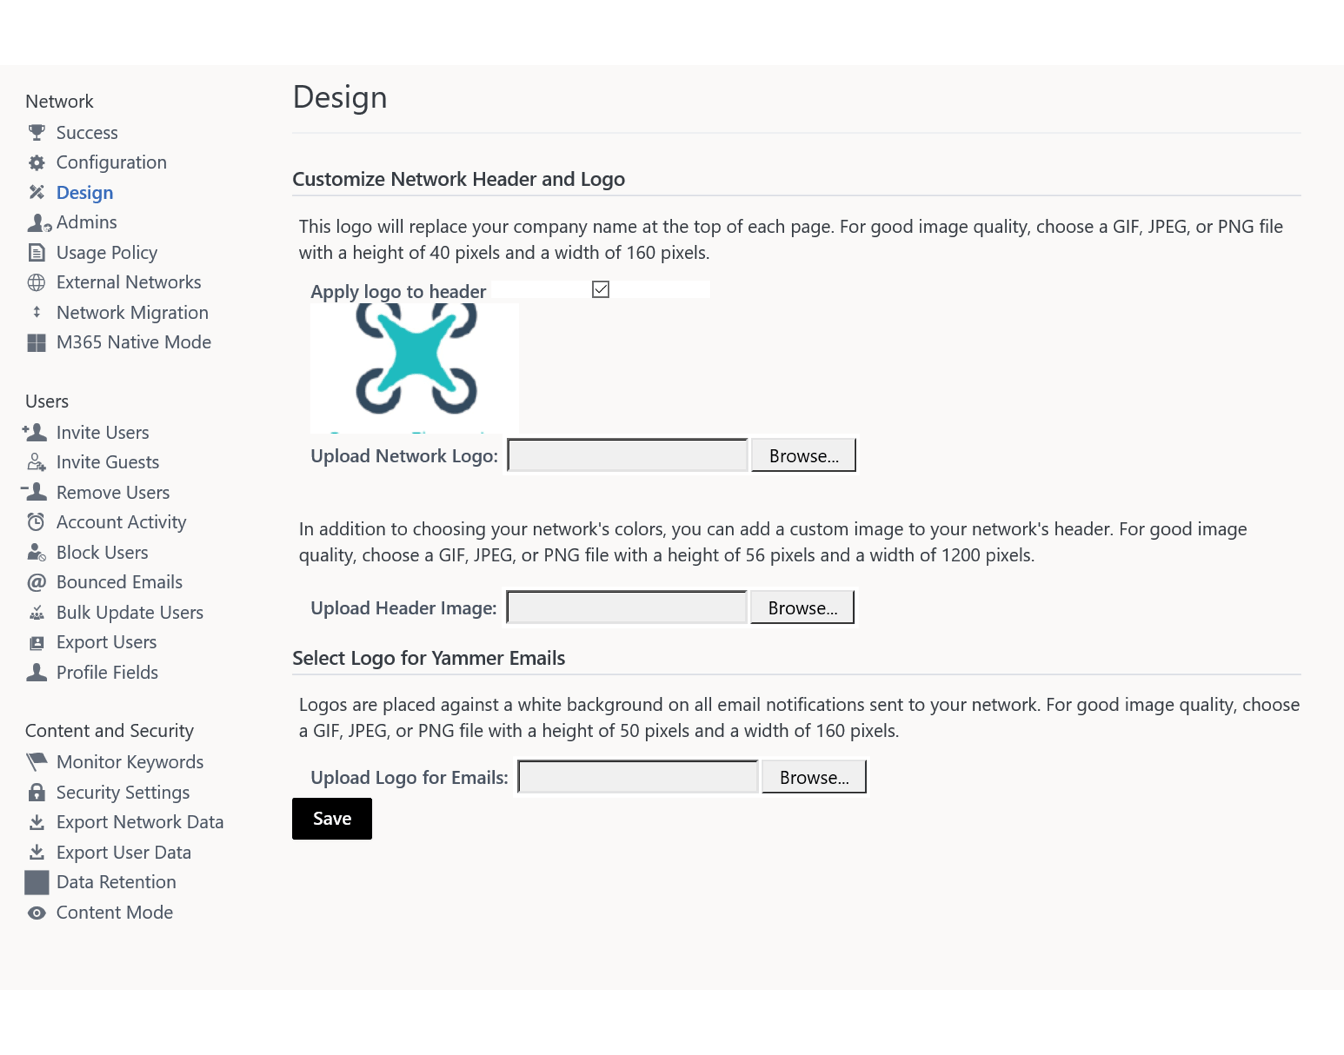 Network
Success
Configuration
Design
Admins
Usage Policy
External Networks
Network Migration
M365 Native Mode
Users
Invite Users
Invite Guests
Remove Users
Account Activity
Block Users
Bounced Emails
Bulk Update Users
Export Users
Profile Fields
Content and Security
Monitor Keywords
Security Settings
Export Network Data
Export User Data
Data Retention
Content Mode
Design
Customize Network Header and Logo
This logo will replace your company name at the top of each page. For good image quality, choose a GIF, JPEG, or PNG file
with a height of 40 pixels and a width of 160 pixels.
Apply logo to header
Upload Network Logo: Browse...
In addition to choosing your network's colors, you can add a custom image to your network's header. For good image
quality, choose a GIF, JPEG, or PNG file with a height of 56 pixels and a width of 1200 pixels.
Upload Header Image: Browse...
Select Logo for Yammer Emails
Logos are placed against a white background on all email notifications sent to your network. For good image quality, choose
a GIF, JPEG, or PNG file with a height of 50 pixels and a width of 160 pixels.
Upload Logo for Emails: Browse...
Save